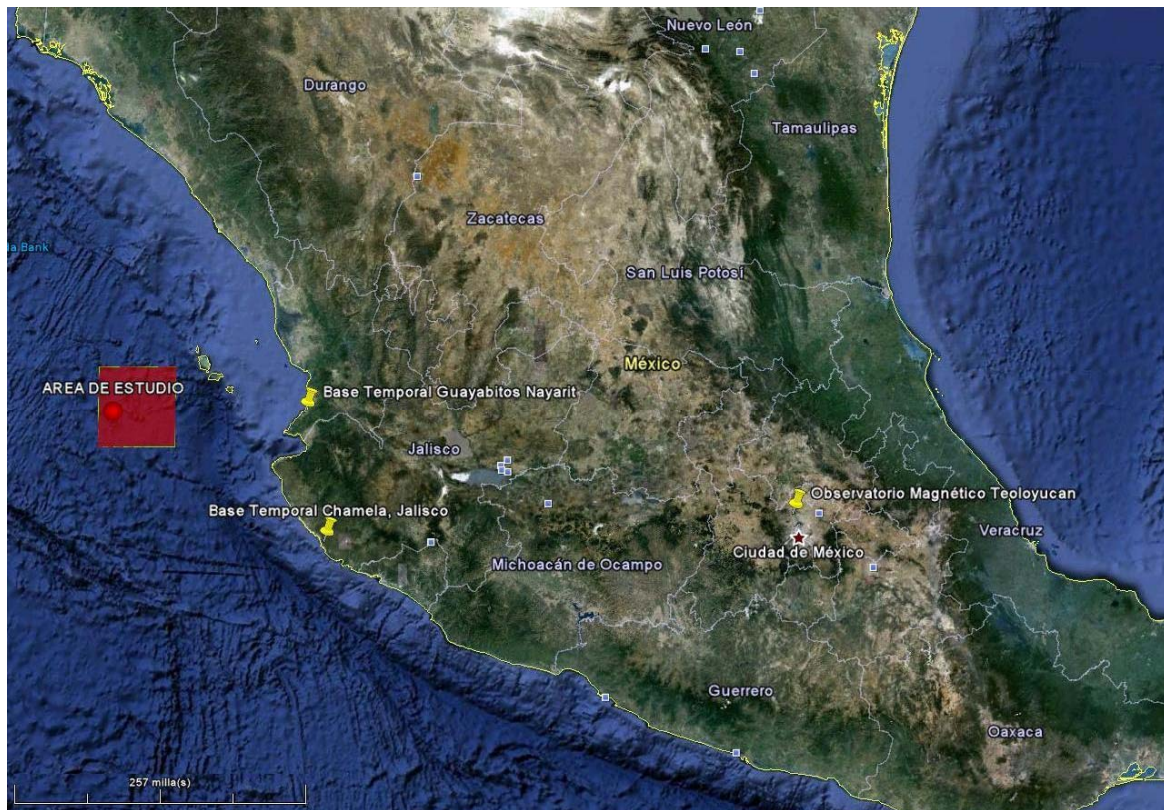 Nuevo León
Durango
Tamaulipas
Zacatecas
la Bank
San Luis Potosí
México
AREA DE ESTUDIO
Base Temporal Guayabitos Nayarit
Jalisco
Observatorio Magnético Teoloyucan
Base Temporal Chamela, Jalisco
Veracruz
Ciudad de México
Michoacán de Ocampo
Guerrero
Oaxaca
257 milla(s)